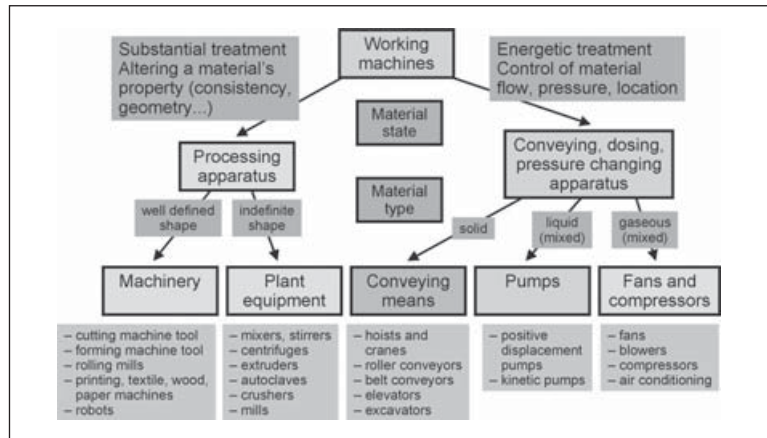 Substantial treatment
Altering a material's
property (consistency,
geometry...)
Working
machines
Energetic treatment
Control of material
flow, pressure, location
Material
state
Processing
apparatus
Conveying, dosing,
pressure changing
apparatus
Material
type
well defined
shape
indefinite
shape
solid
liquid
(mixed)
gaseous
(mixed)
Machinery
Plant
equipment
Conveying
means
Pumps
Fans and
compressors
– cutting machine tool
– forming machine tool
– rolling mills
– printing, textile, wood,
paper machines
– robots
– mixers, stirrers
– centrifuges
– extruders
– autoclaves
– crushers
– mills
– hoists and
cranes
– roller conveyors
– belt conveyors
– elevators
– excavators
– positive
displacement
pumps
– kinetic pumps
– fans
– blowers
– compressors
– air conditioning